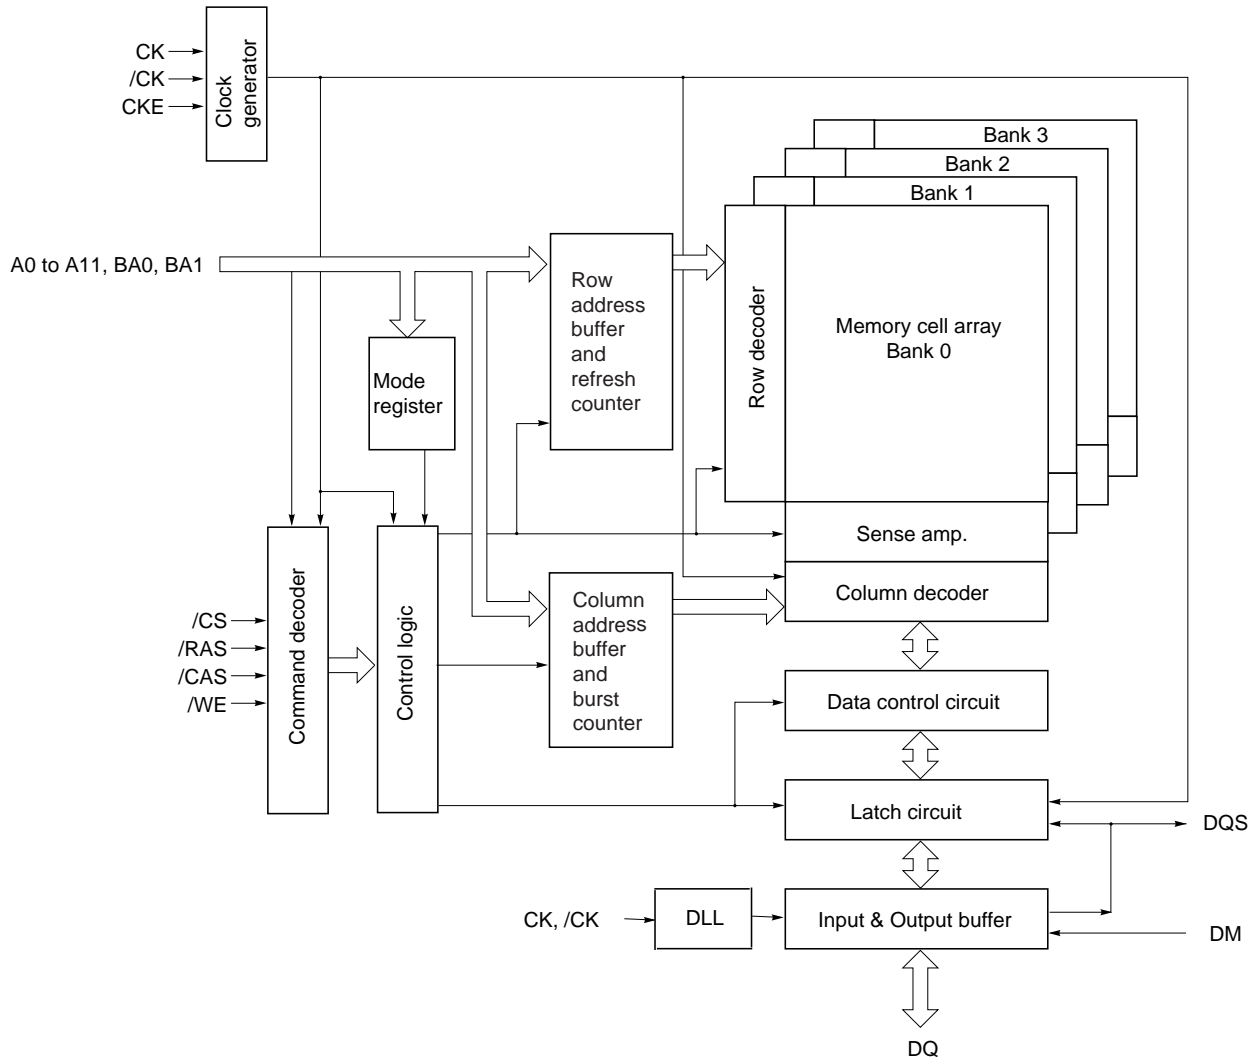 CK
/CK
CKE
Clock
generator
Bank 3
Bank 2
Bank 1
A0 to A11, BA0, BA1
Row
address
buffer
and
refresh
counter
Row decoder
Memory cell array
Bank 0
Mode
register
Sense amp.
Column decoder
/CS
/RAS
/CAS
/WE
Command decoder
Control logic
Column
address
buffer
and
burst
counter
Data control circuit
Latch circuit
DQS
CK, /CK
DLL
Input & Output buffer
DM
DQ